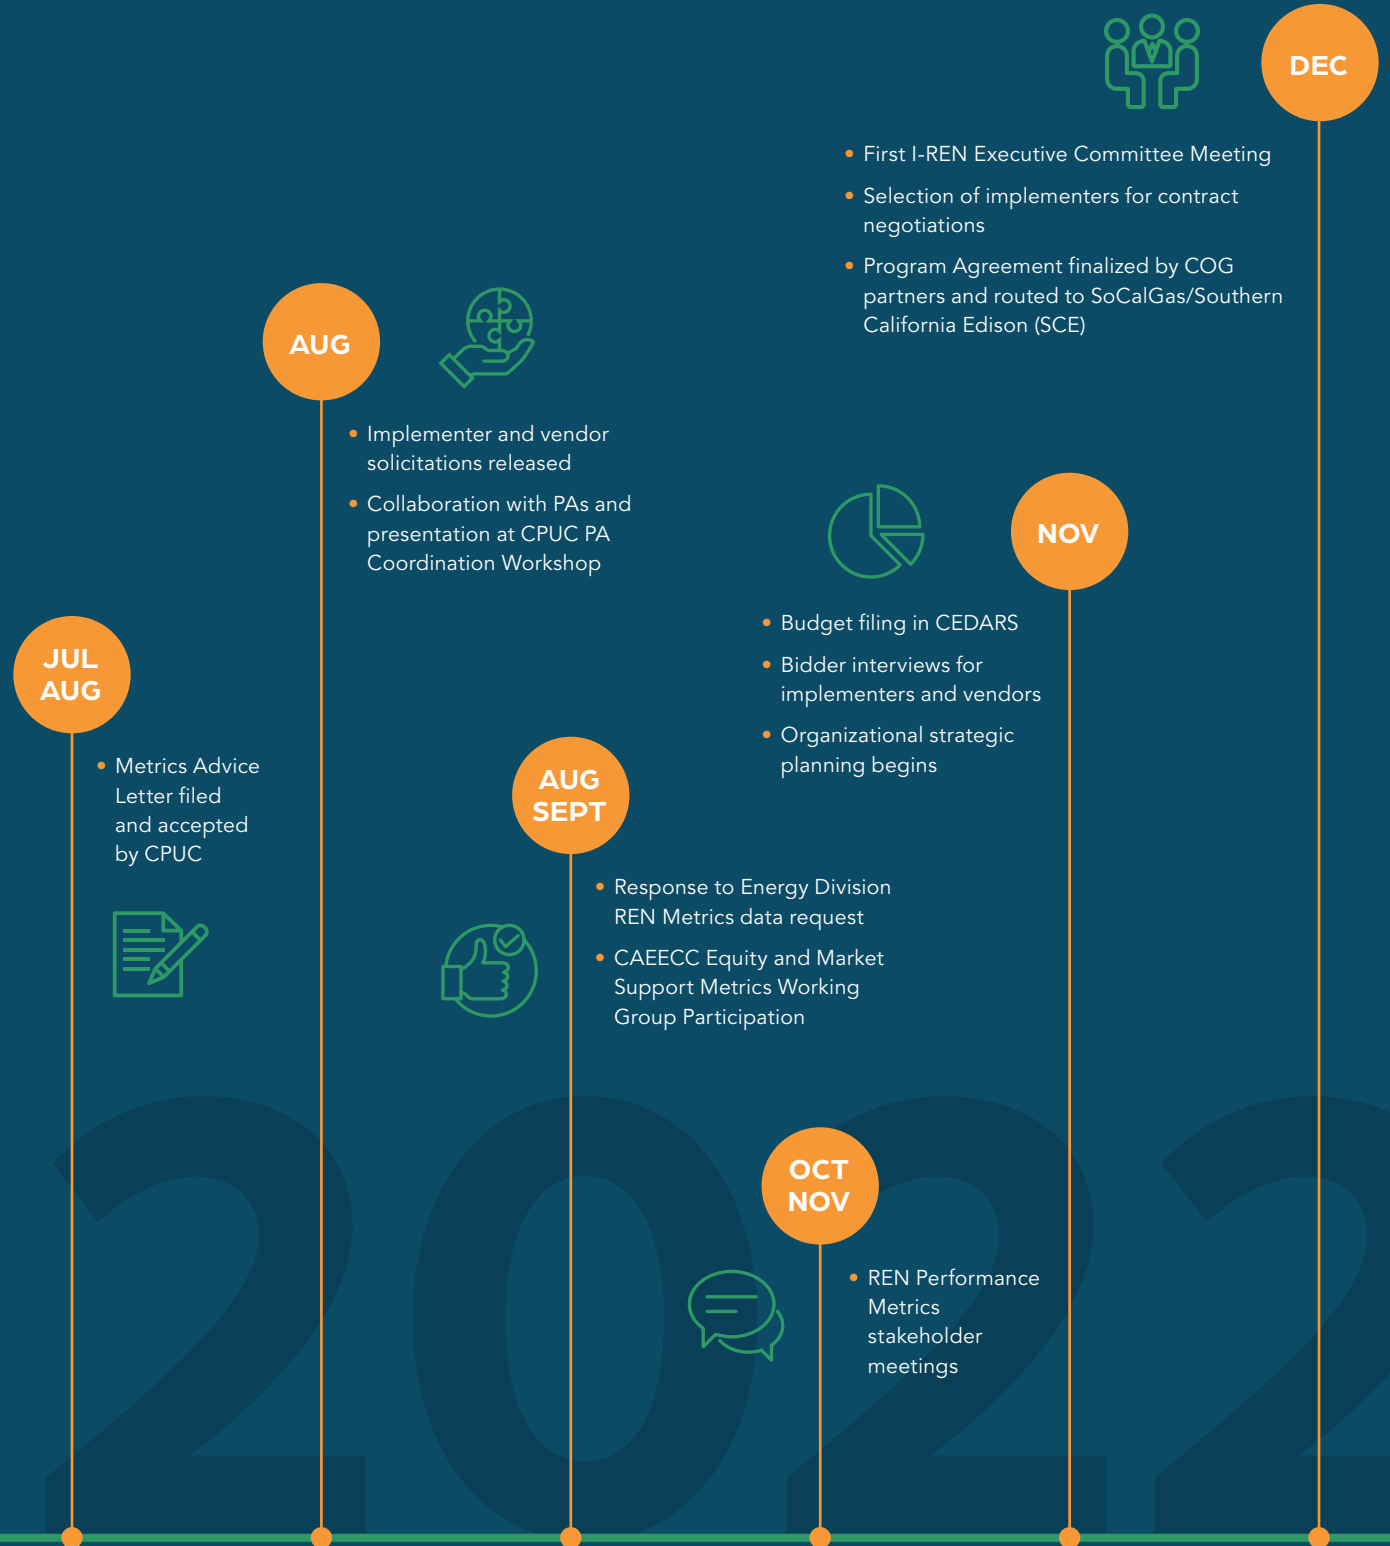 JUL
AUG
• Metrics Advice
Letter filed
and accepted
by CPUC
AUG
• Implementer and vendor
solicitations released
• Collaboration with PAs and
presentation at CPUC PA
Coordination Workshop
AUG
SEPT
• Response to Energy Division
REN Metrics data request
• CAEECC Equity and Market
Support Metrics Working
Group Participation
OCT
NOV
• REN Performance
Metrics
stakeholder
meetings
NOV
• Budget filing in CEDARS
• Bidder interviews for
implementers and vendors
• Organizational strategic
planning begins
DEC
• First I-REN Executive Committee Meeting
• Selection of implementers for contract
negotiations
• Program Agreement finalized by COG
partners and routed to SoCalGas/Southern
California Edison (SCE)
2022